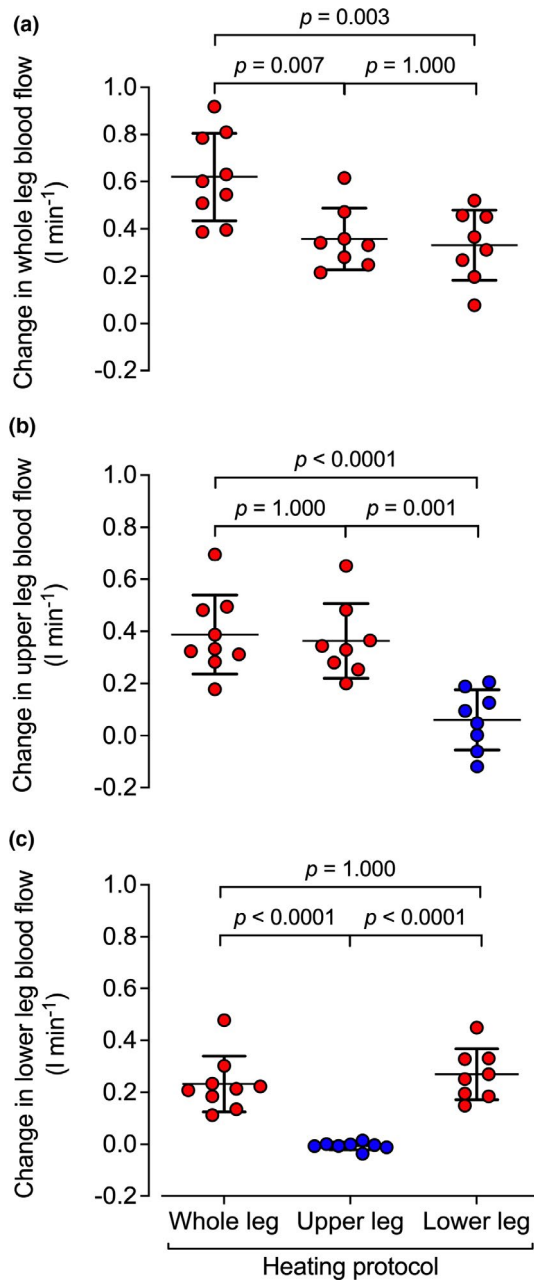 (a)
p = 0.003
p = 0.007
p = 1.000
Change in whole leg blood flow
(l min⁻¹)
1.0
0.8
0.6
0.4
0.2
0.0
-0.2
(b)
p < 0.0001
p = 1.000
p = 0.001
Change in upper leg blood flow
(l min⁻¹)
1.0
0.8
0.6
0.4
0.2
0.0
-0.2
(c)
p = 1.000
p < 0.0001
p < 0.0001
Change in lower leg blood flow
(l min⁻¹)
1.0
0.8
0.6
0.4
0.2
0.0
-0.2
Whole leg Upper leg Lower leg
Heating protocol